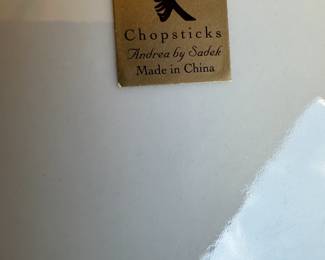 Chopsticks
Andrea by Sadek
Made in China